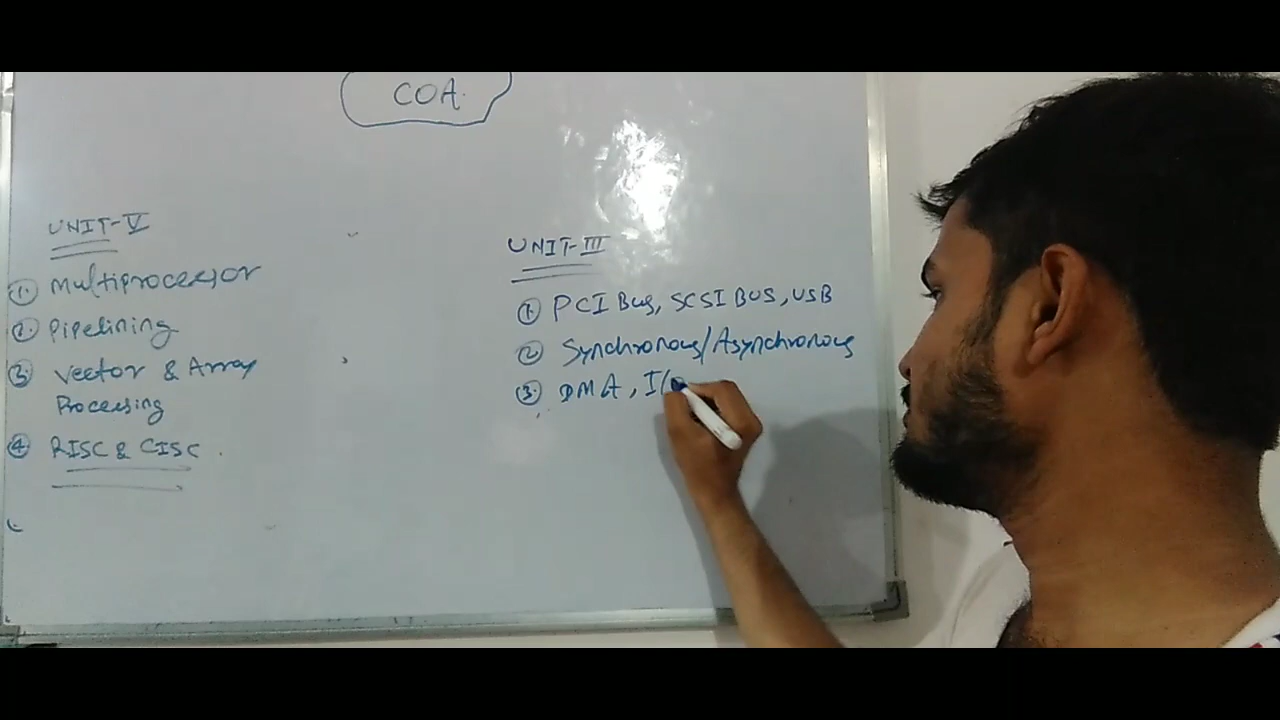 COA.
UNIT-V
1. Multiprocessor
2. Pipelining
3. Vector & Array
Processing
4 RISC & CISC
UNIT-III
1. PCI Bus, SCSI BUS, USB
2 Synchronous/Asynchronous
3. DMA, I/